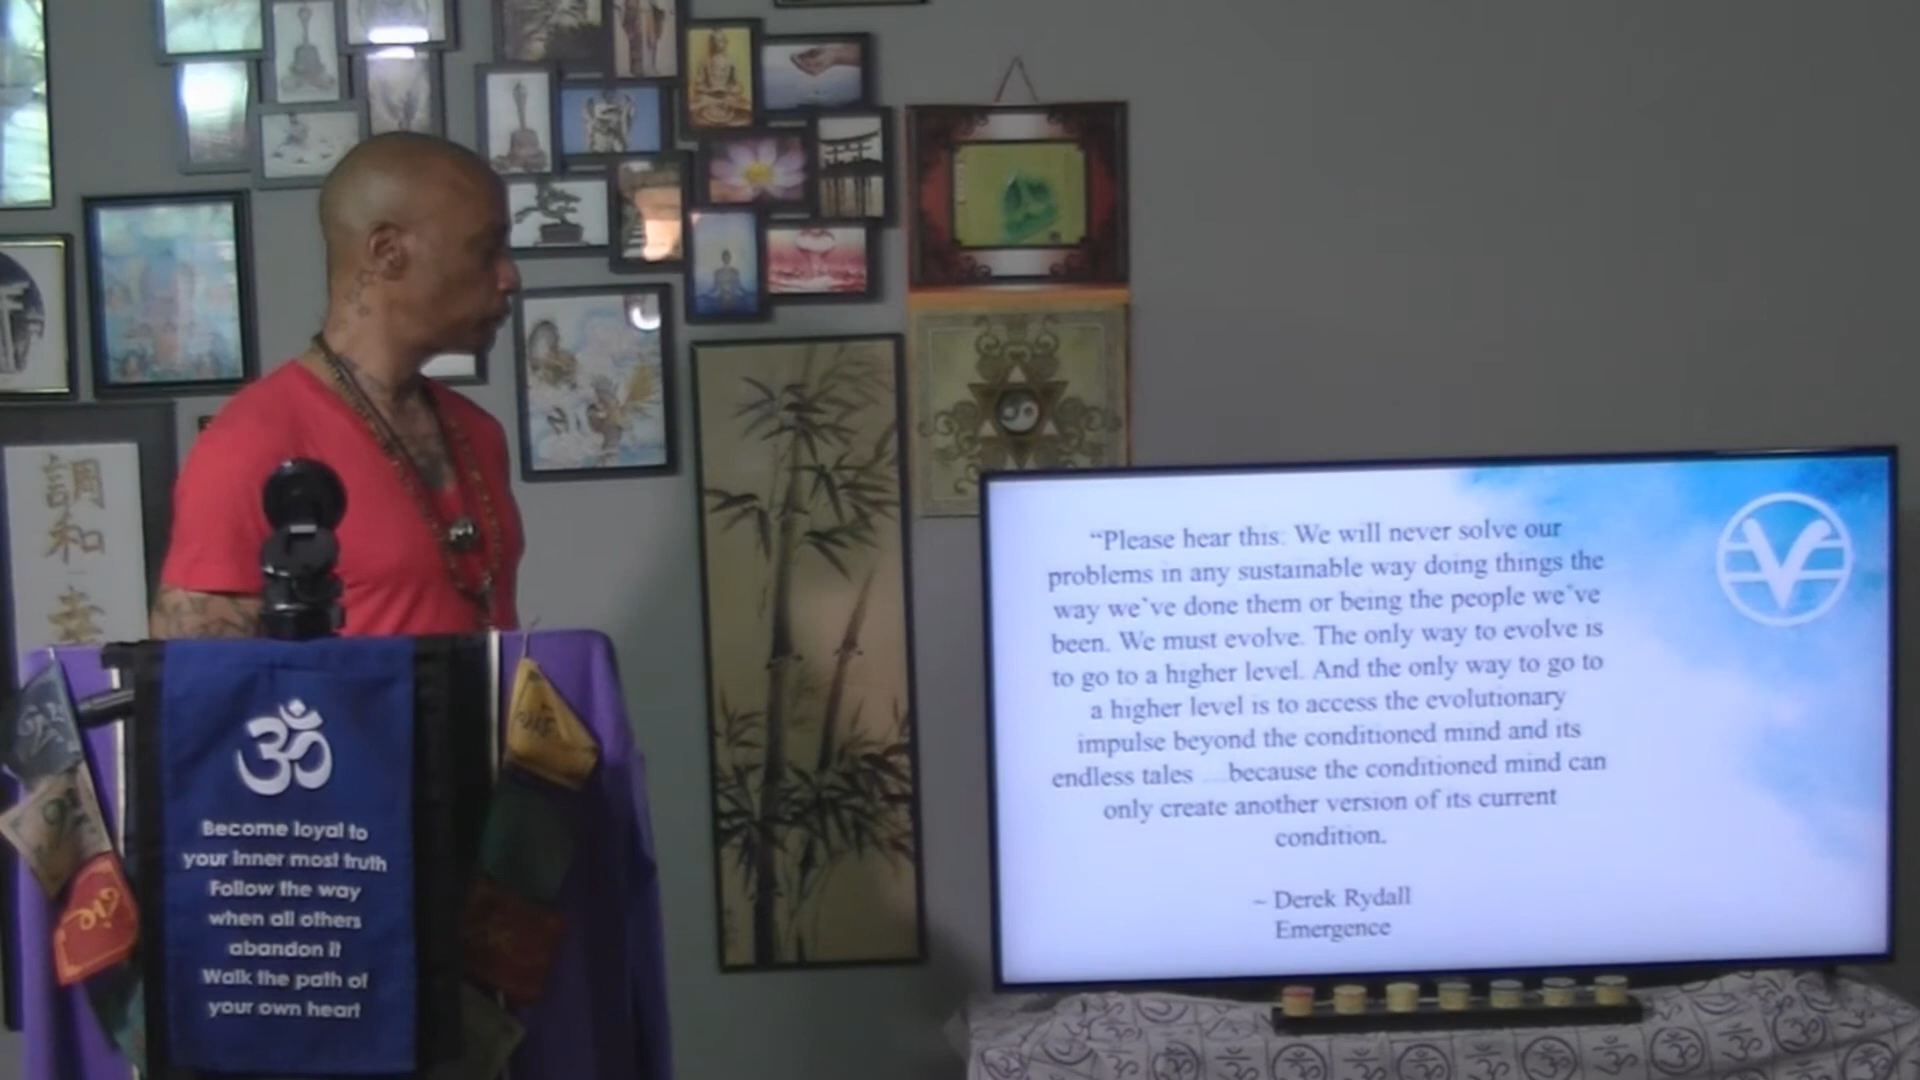 調
和
幸
“Please hear this. We will never solve our
problems in any sustainable way doing things the
way we've done them or being the people we've
been. We must evolve. The only way to evolve is
to go to a higher level. And the only way to go to
a higher level is to access the evolutionary
impulse beyond the conditioned mind and its
endless tales ...because the conditioned mind can
only create another version of its current
condition.
~ Derek Rydall
Emergence
ॐ
Become loyal to
your inner most truth
Follow the way
when all others
abandon it
Walk the path of
your own heart